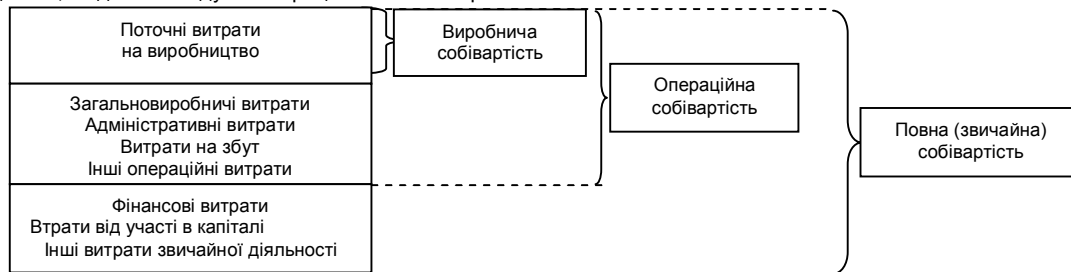 Поточні витрати
на виробництво
Виробнича
собівартість
Операційна
собівартість
Загальновиробничі витрати
Адміністративні витрати
Витрати на збут
Інші операційні витрати
Повна (звичайна)
собівартість
Фінансові витрати
Втрати від участі в капіталі
Інші витрати звичайної діяльності